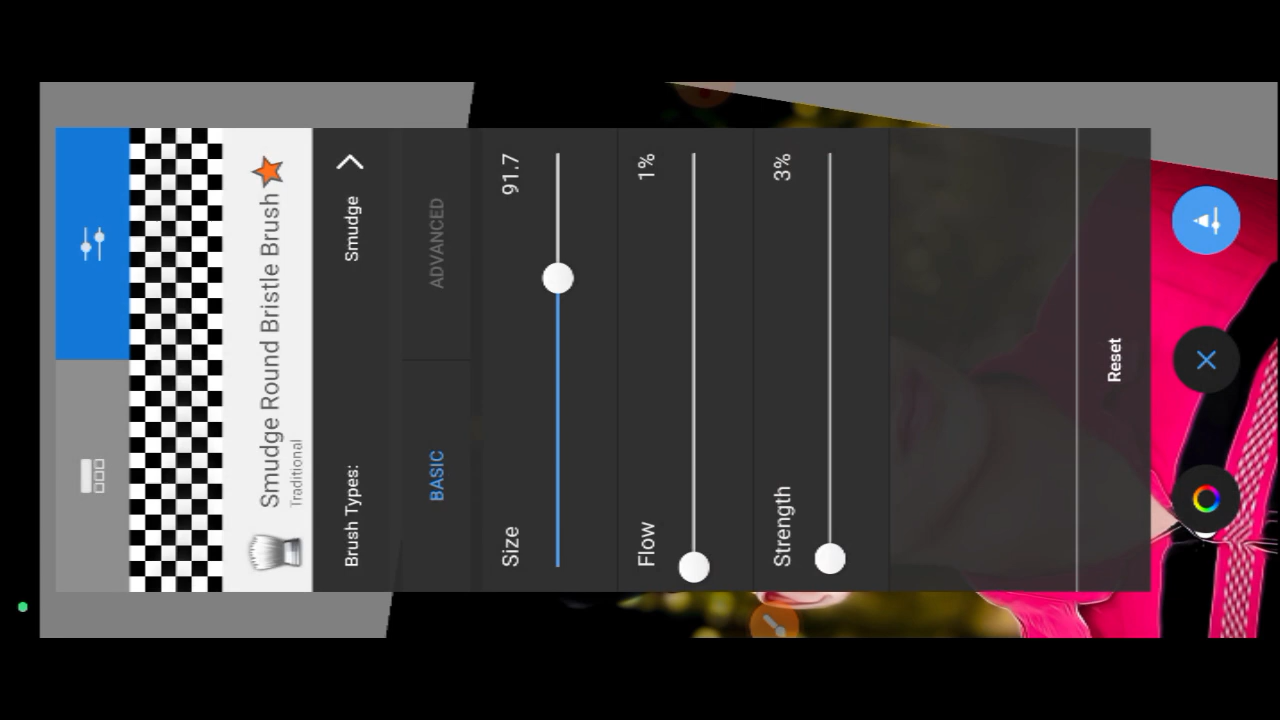 Smudge Round Bristle Brush
Traditional
Brush Types: Smudge
BASIC ADVANCED
Size 91.7
Flow 1%
Strength 3%
Reset